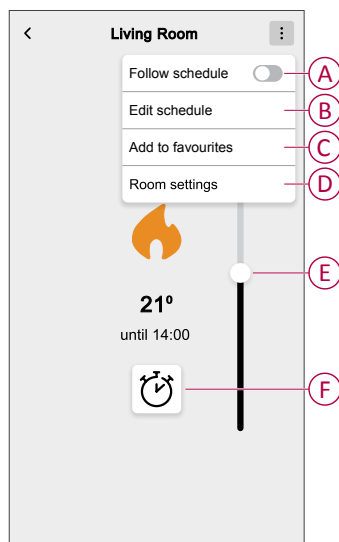 Living Room
Follow schedule
A
Edit schedule
B
Add to favourites
C
Room settings
D
E
21º
until 14:00
F